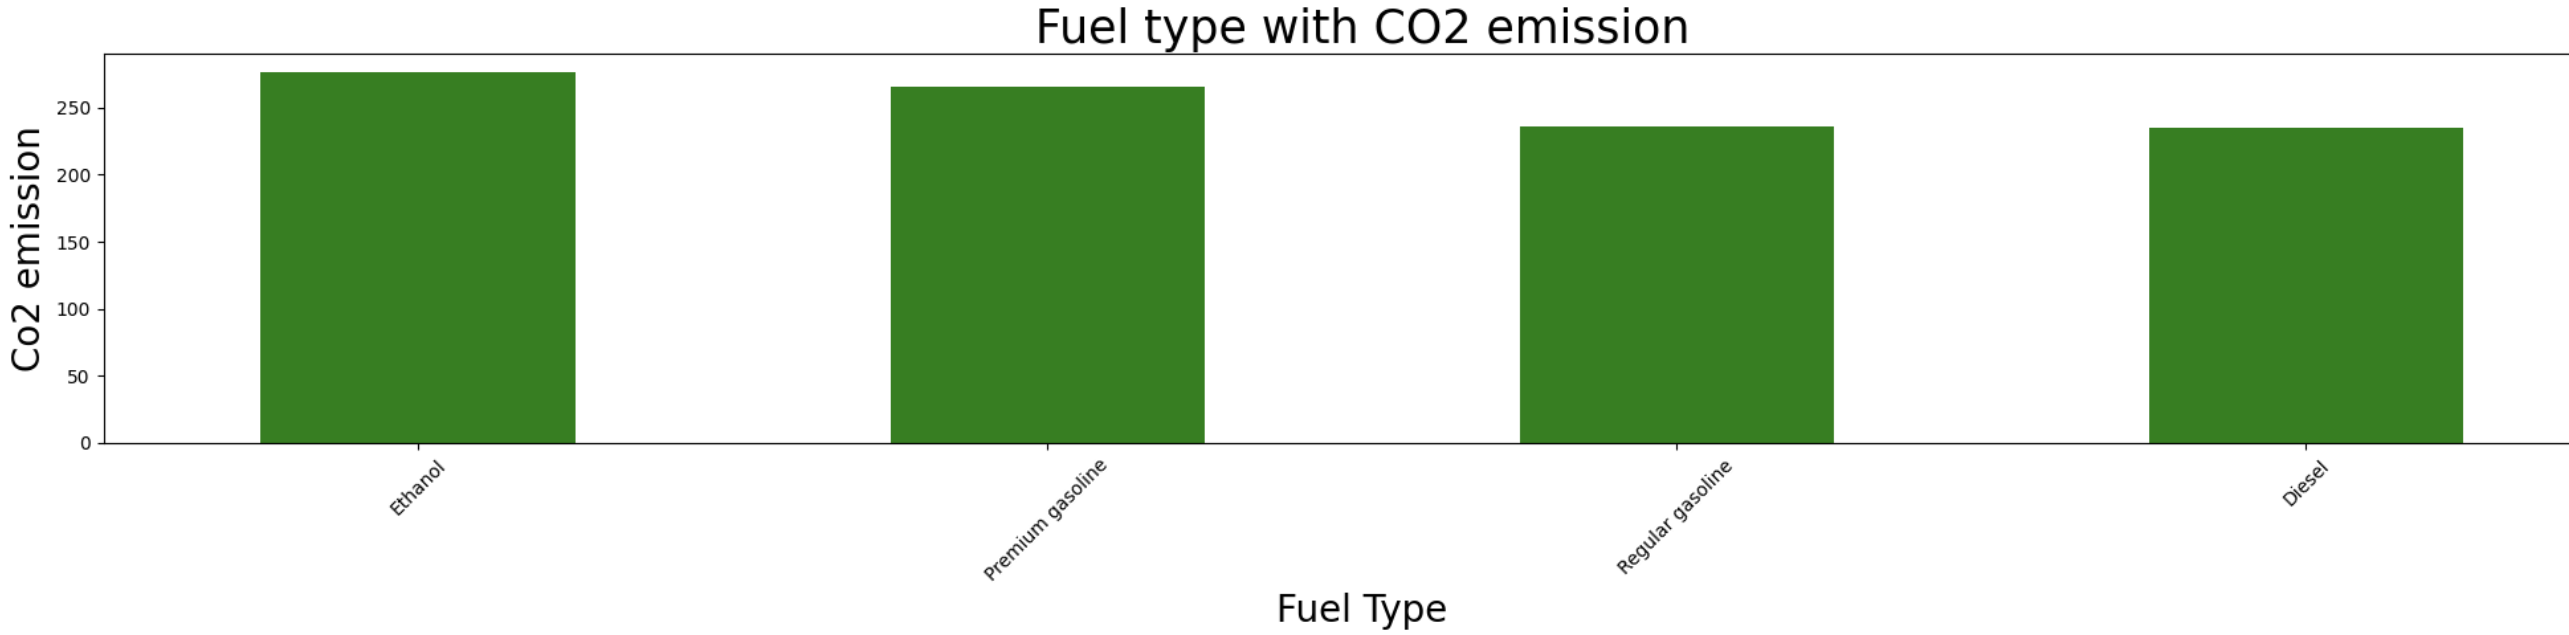 Fuel type with CO2 emission
Co2 emission
250
200
150
100
50
0
Ethanol
Premium gasoline
Regular gasoline
Diesel
Fuel Type